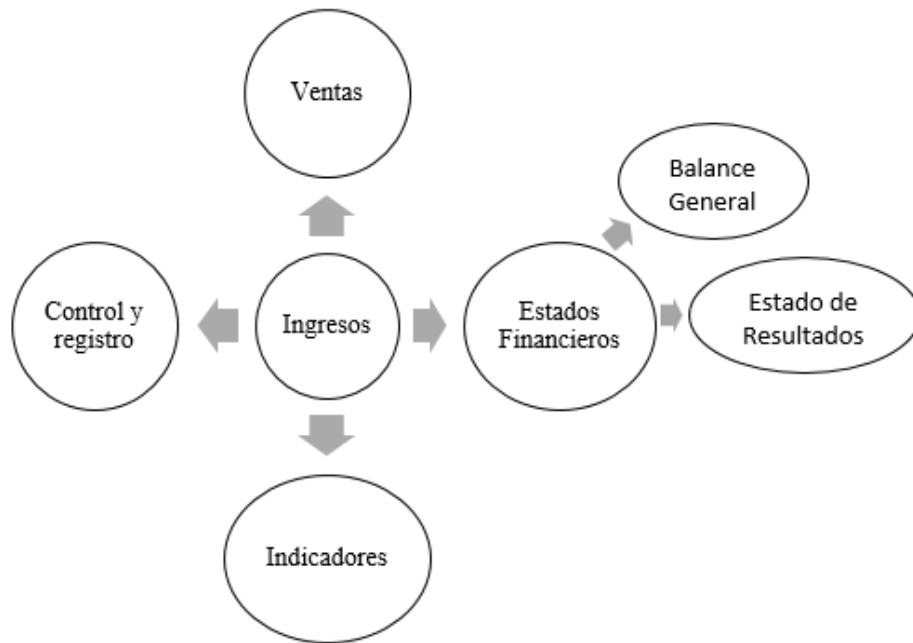 Ventas
Balance
General
Control y
registro
Ingresos
Estados
Financieros
Estado de
Resultados
Indicadores